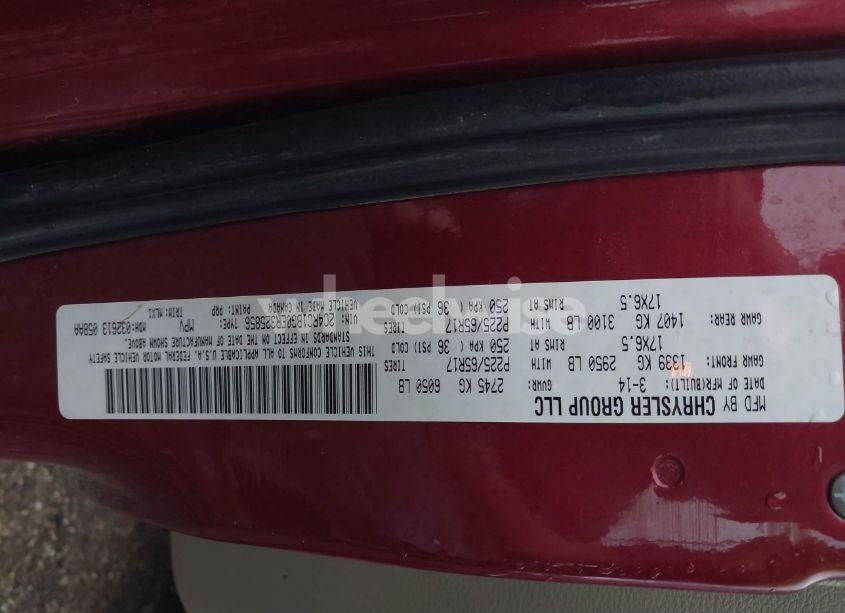 MFD BY CHRYSLER GROUP LLC
DATE OF MFR(BUILT): 3-14 GVWR: 2745 KG 6050 LB
GAWR FRONT: 1339 KG 2950 LB WITH P225/65R17 TIRES
17X6.5 RIMS AT 250 KPA ( 36 PSI)COLD
GAWR REAR: 1407 KG 3100 LB WITH P225/65R17 TIRES
17X6.5 RIMS AT 250 KPA ( 36 PSI)COLD
THIS VEHICLE CONFORMS TO ALL APPLICABLE U.S.A. FEDERAL MOTOR VEHICLE SAFETY
STANDARDS IN EFFECT ON THE DATE OF MANUFACTURE SHOWN ABOVE.
VIN: TYPE: MPV
VEHICLE MADE IN CANADA PAINT: PRP TRIM: MLX1
MDH:032613 058AA